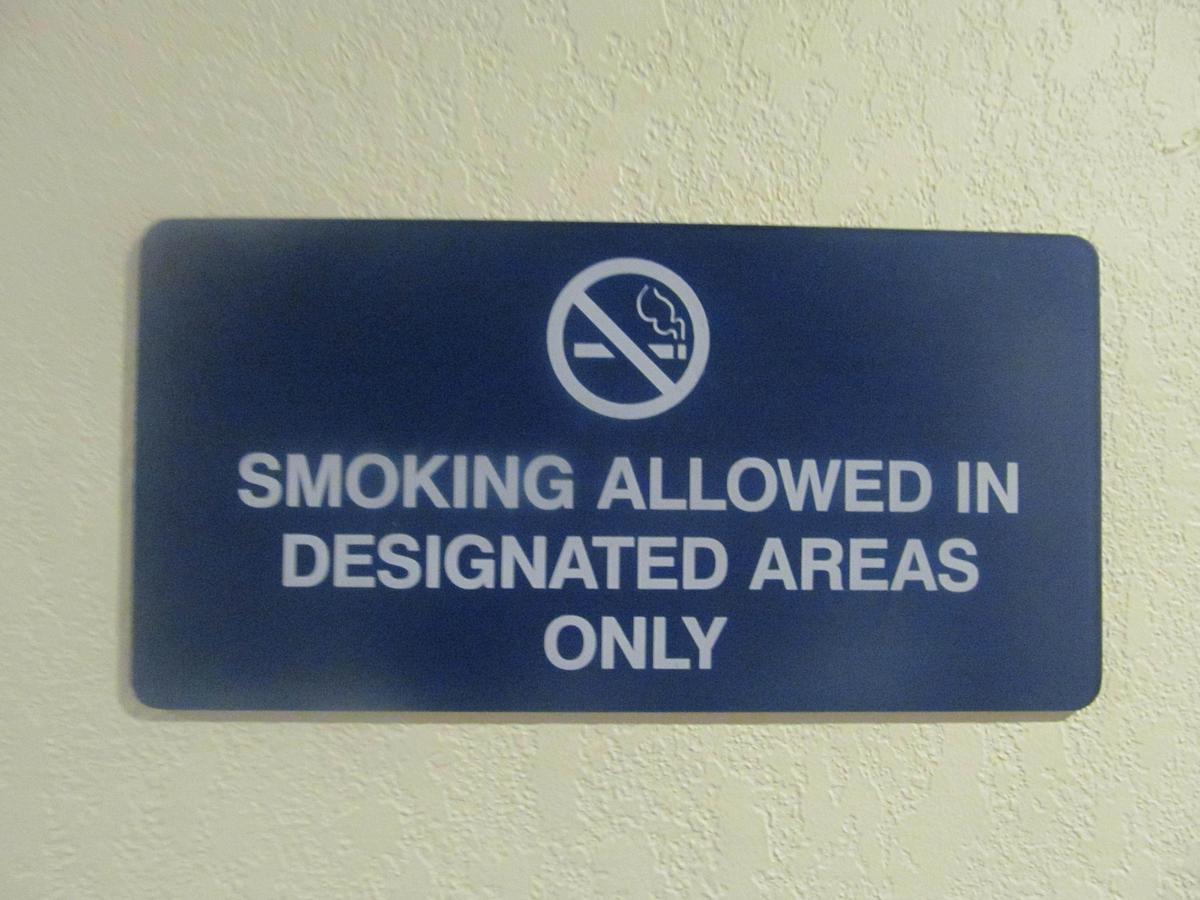 SMOKING ALLOWED IN
DESIGNATED AREAS
ONLY